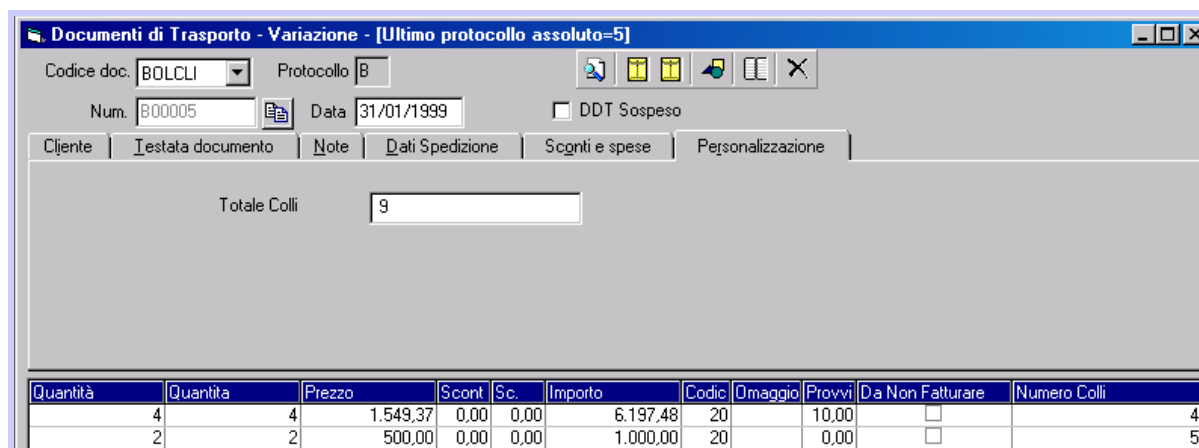 Documenti di Trasporto - Variazione - [Ultimo protocollo assoluto=5]
Codice doc. BOLCLI Protocollo B
Num. B00005 Data 31/01/1999 DDT Sospeso
Cliente Testata documento Note Dati Spedizione Sconti e spese Personalizzazione
Totale Colli 9
Quantità Quantita Prezzo Scont Sc. Importo Codic Omaggio Provvi Da Non Fatturare Numero Colli
4 4 1.549,37 0,00 0,00 6.197,48 20 10,00 4
2 2 500,00 0,00 0,00 1.000,00 20 0,00 5